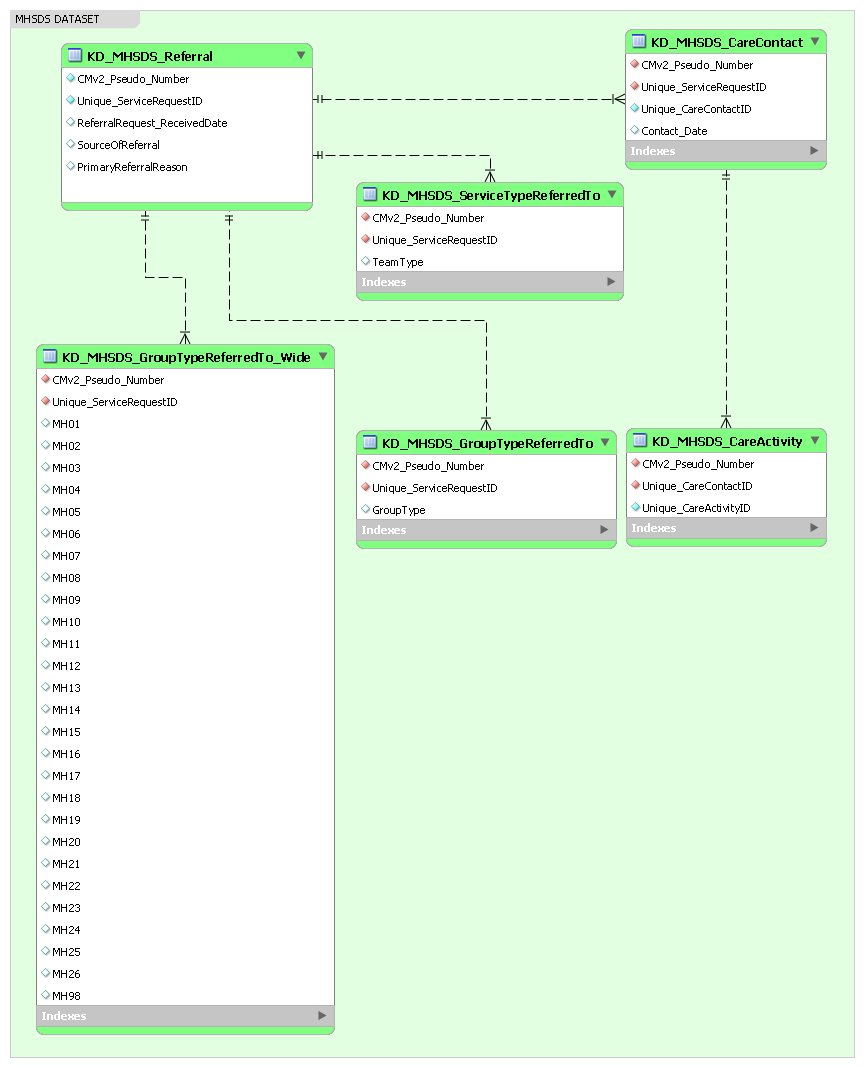 MHSDS DATASET
KD_MHSDS_Referral
CMv2_Pseudo_Number
Unique_ServiceRequestID
ReferralRequest_ReceivedDate
SourceOfReferral
PrimaryReferralReason
KD_MHSDS_CareContact
CMv2_Pseudo_Number
Unique_ServiceRequestID
Unique_CareContactID
Contact_Date
Indexes
KD_MHSDS_ServiceTypeReferredTo
CMv2_Pseudo_Number
Unique_ServiceRequestID
TeamType
Indexes
KD_MHSDS_GroupTypeReferredTo_Wide
CMv2_Pseudo_Number
Unique_ServiceRequestID
MH01
MH02
MH03
MH04
MH05
MH06
MH07
MH08
MH09
MH10
MH11
MH12
MH13
MH14
MH15
MH16
MH17
MH18
MH19
MH20
MH21
MH22
MH23
MH24
MH25
MH26
MH98
Indexes
KD_MHSDS_GroupTypeReferredTo
CMv2_Pseudo_Number
Unique_ServiceRequestID
GroupType
Indexes
KD_MHSDS_CareActivity
CMv2_Pseudo_Number
Unique_CareContactID
Unique_CareActivityID
Indexes